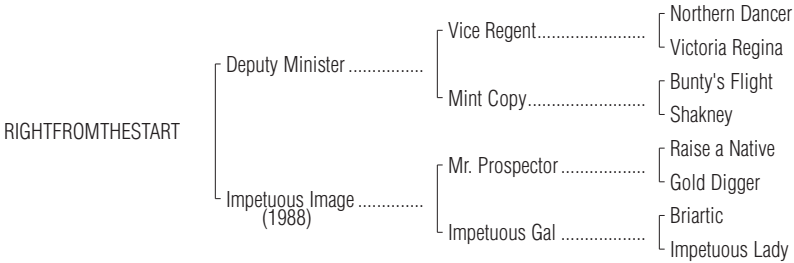 Northern Dancer
Vice Regent.......................
Victoria Regina
Deputy Minister ................
Bunty's Flight
Mint Copy.........................
Shakney
RIGHTFROMTHESTART
Raise a Native
Mr. Prospector ..................
Gold Digger
Impetuous Image ..............
(1988)
Briartic
Impetuous Gal ..................
Impetuous Lady